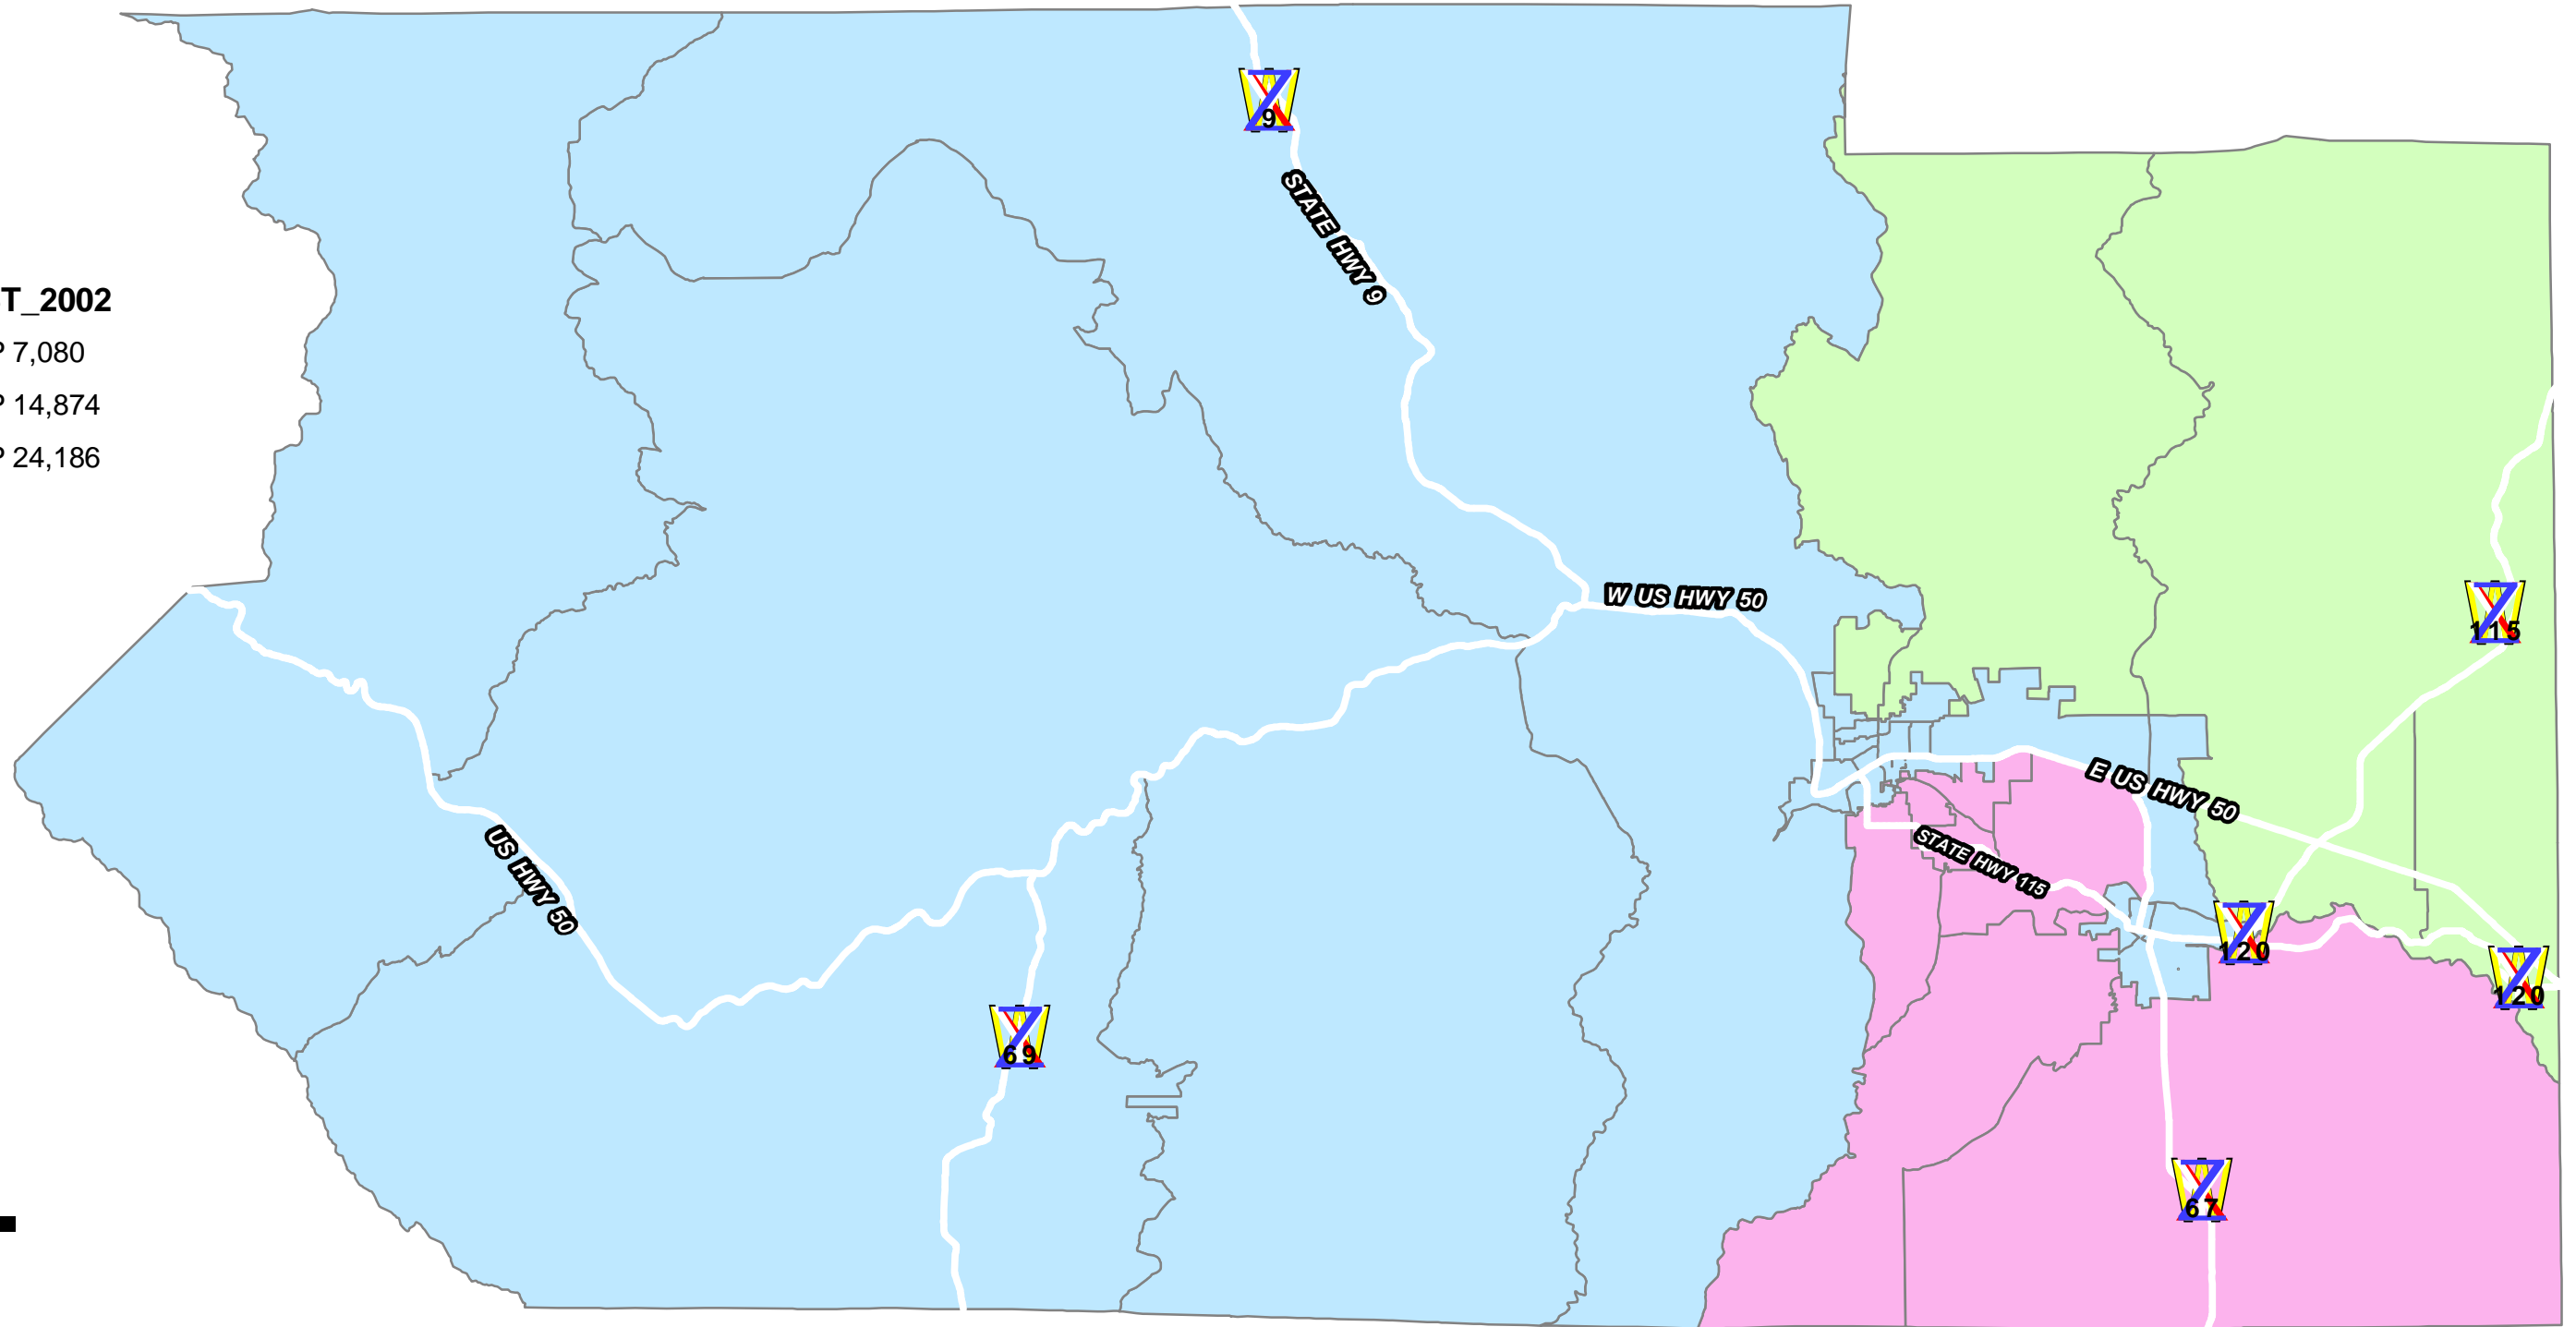 9
STATE HWY 9
T_2002
P 7,080
P 14,874
P 24,186
W US HWY 50
115
E US HWY 50
US HWY 50
STATE HWY 115
120
120
69
67